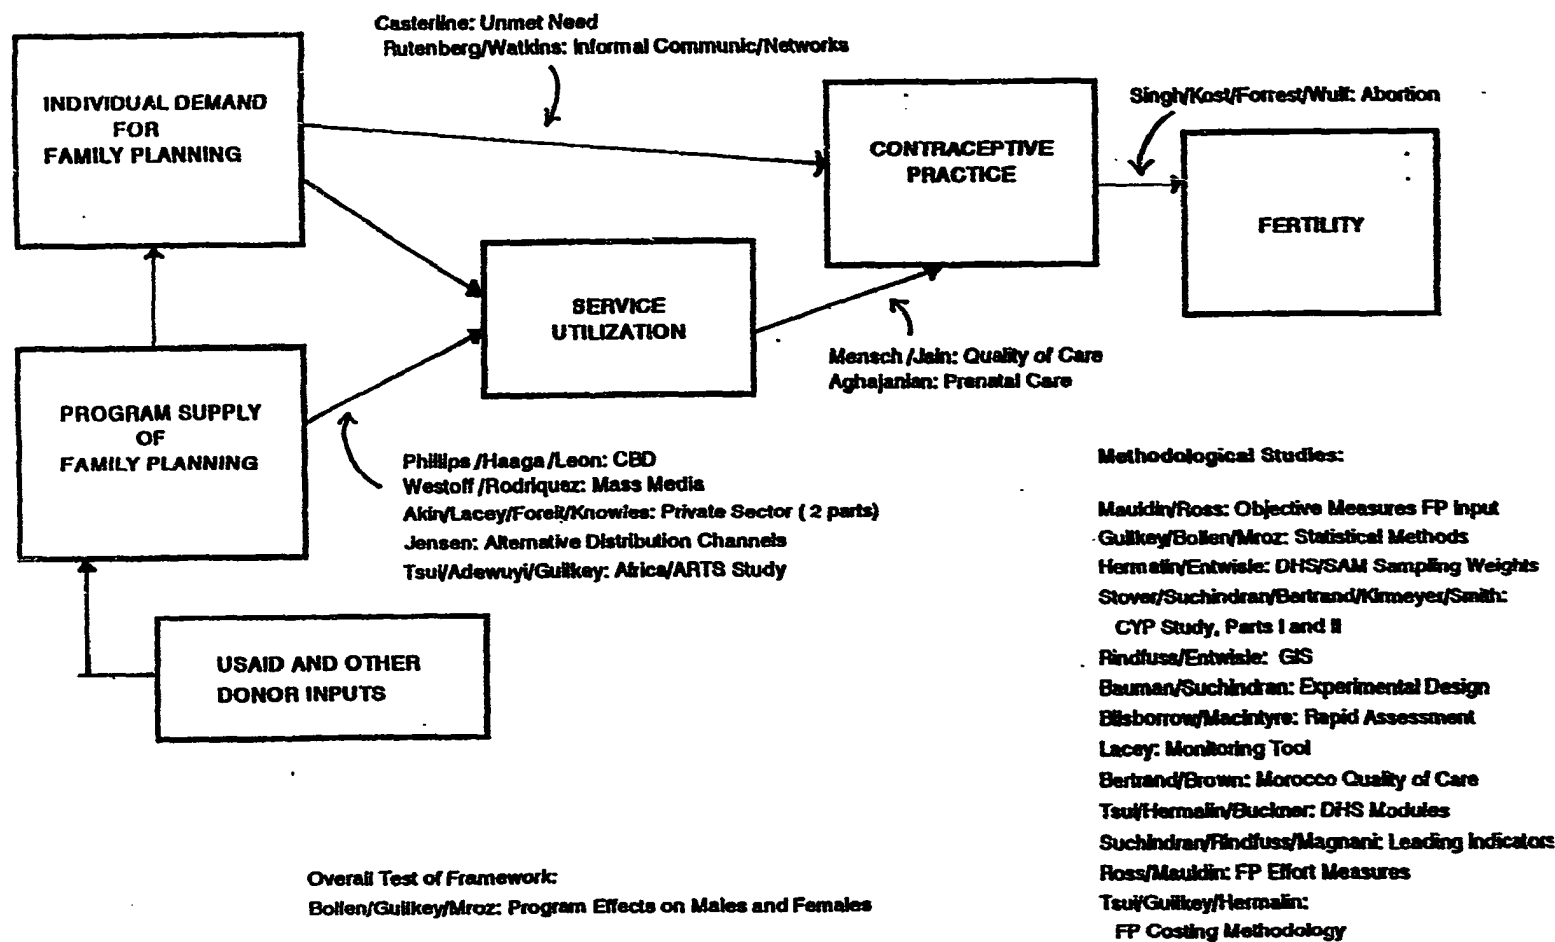 Casterline: Unmet Need
Rutenberg/Watkins: Informal Communic/Networks
INDIVIDUAL DEMAND
FOR
FAMILY PLANNING
CONTRACEPTIVE
PRACTICE
Singh/Kost/Forrest/Wulf: Abortion
FERTILITY
SERVICE
UTILIZATION
Mensch/Jain: Quality of Care
Aghajanian: Prenatal Care
PROGRAM SUPPLY
OF
FAMILY PLANNING
Phillips/Haaga/Leon: CBD
Westoff/Rodriquez: Mass Media
Akin/Lacey/Foreit/Knowles: Private Sector (2 parts)
Jensen: Alternative Distribution Channels
Tsui/Adewuyi/Guilkey: Africa/ARTS Study
USAID AND OTHER
DONOR INPUTS
Methodological Studies:
Mauldin/Ross: Objective Measures FP Input
Guilkey/Bollen/Mroz: Statistical Methods
Hermalin/Entwisle: DHS/SAM Sampling Weights
Stover/Suchindran/Bertrand/Kirmeyer/Smith:
CYP Study, Parts I and II
Rindfuss/Entwisle: GIS
Bauman/Suchindran: Experimental Design
Bilsborrow/Macintyre: Rapid Assessment
Lacey: Monitoring Tool
Bertrand/Brown: Morocco Quality of Care
Tsui/Hermalin/Buckner: DHS Modules
Suchindran/Rindfuss/Magnani: Leading Indicators
Ross/Mauldin: FP Effort Measures
Tsui/Guilkey/Hermalin:
FP Costing Methodology
Overall Test of Framework:
Bollen/Guilkey/Mroz: Program Effects on Males and Females